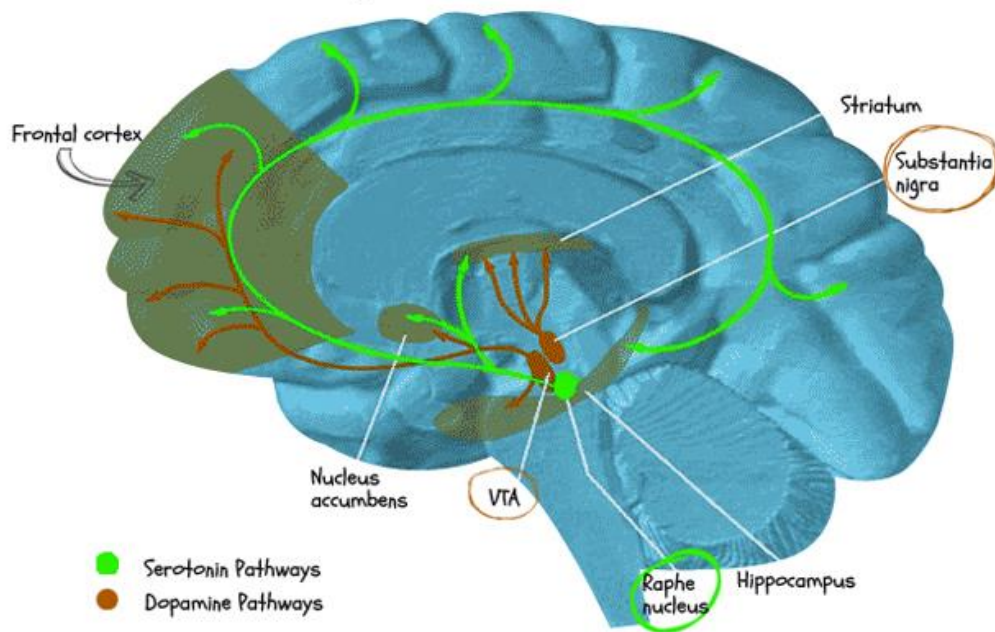 Frontal cortex
Striatum
Substantia
nigra
Nucleus
accumbens
VTA
Raphe
nucleus
Hippocampus
Serotonin Pathways
Dopamine Pathways